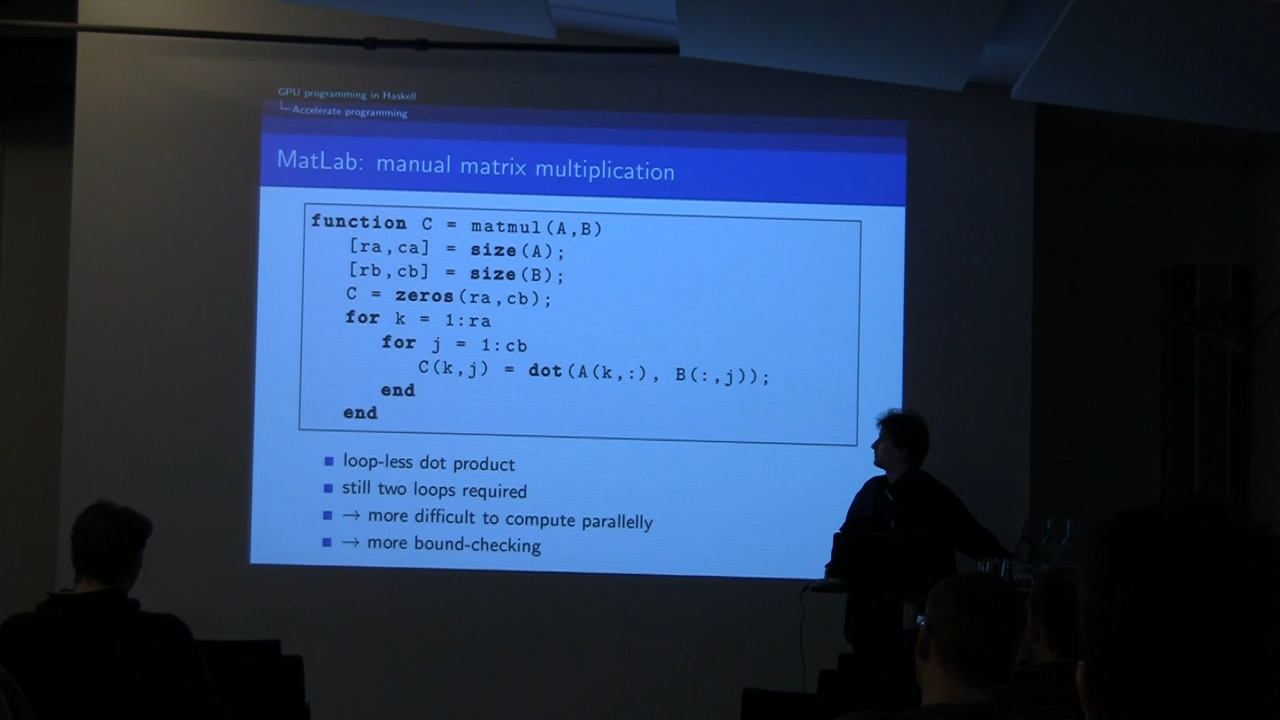 GPU programming in Haskell
└ Accelerate programming
MatLab: manual matrix multiplication
function C = matmul(A,B)
[ra,ca] = size(A);
[rb,cb] = size(B);
C = zeros(ra,cb);
for k = 1:ra
for j = 1:cb
C(k,j) = dot(A(k,:), B(:,j));
end
end
■ loop-less dot product
■ still two loops required
■ → more difficult to compute parallelly
■ → more bound-checking